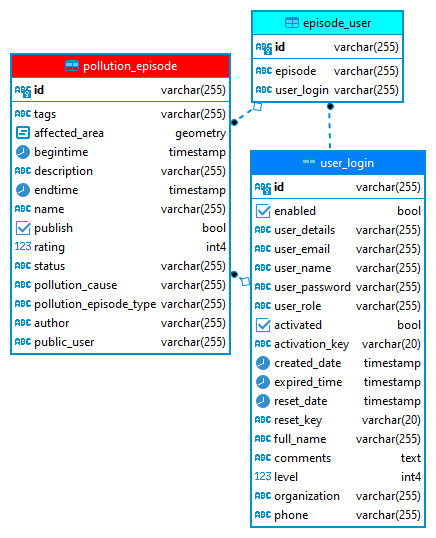 episode_user
id varchar(255)
episode varchar(255)
user_login varchar(255)
pollution_episode
id varchar(255)
tags varchar(255)
affected_area geometry
begintime timestamp
description varchar(255)
endtime timestamp
name varchar(255)
publish bool
rating int4
status varchar(255)
pollution_cause varchar(255)
pollution_episode_type varchar(255)
author varchar(255)
public_user varchar(255)
user_login
id varchar(255)
enabled bool
user_details varchar(255)
user_email varchar(255)
user_name varchar(255)
user_password varchar(255)
user_role varchar(255)
activated bool
activation_key varchar(20)
created_date timestamp
expired_time timestamp
reset_date timestamp
reset_key varchar(20)
full_name varchar(255)
comments text
level int4
organization varchar(255)
phone varchar(255)